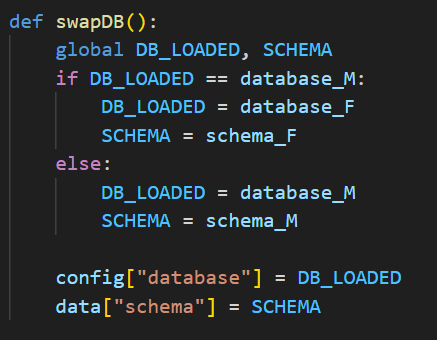 def swapDB():
    global DB_LOADED, SCHEMA
    if DB_LOADED == database_M:
        DB_LOADED = database_F
        SCHEMA = schema_F
    else:
        DB_LOADED = database_M
        SCHEMA = schema_M

    config["database"] = DB_LOADED
    data["schema"] = SCHEMA